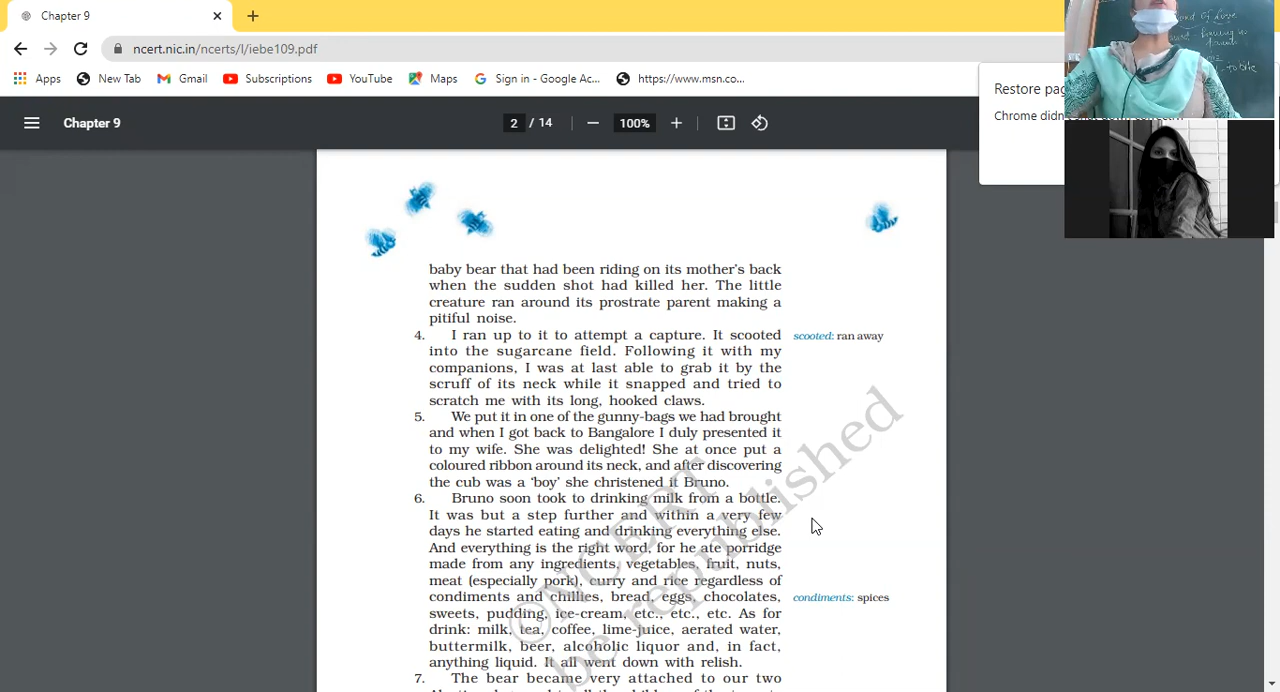 Chapter 9
ncert.nic.in/ncerts/l/iebe109.pdf
Apps
New Tab
Gmail
Subscriptions
YouTube
Maps
Sign in - Google Ac...
https://www.msn.co...
Restore pag
Chrome didn
Chapter 9
2 / 14
100%
baby bear that had been riding on its mother's back
when the sudden shot had killed her. The little
creature ran around its prostrate parent making a
pitiful noise.
4. I ran up to it to attempt a capture. It scooted
scooted: ran away
into the sugarcane field. Following it with my
companions, I was at last able to grab it by the
scruff of its neck while it snapped and tried to
scratch me with its long, hooked claws.
5. We put it in one of the gunny-bags we had brought
and when I got back to Bangalore I duly presented it
to my wife. She was delighted! She at once put a
coloured ribbon around its neck, and after discovering
the cub was a 'boy' she christened it Bruno.
6. Bruno soon took to drinking milk from a bottle.
It was but a step further and within a very few
days he started eating and drinking everything else.
And everything is the right word, for he ate porridge
made from any ingredients, vegetables, fruit, nuts,
meat (especially pork), curry and rice regardless of
condiments and chillies, bread, eggs, chocolates,
condiments: spices
sweets, pudding, ice-cream, etc., etc., etc. As for
drink: milk, tea, coffee, lime-juice, aerated water,
buttermilk, beer, alcoholic liquor and, in fact,
anything liquid. It all went down with relish.
7. The bear became very attached to our two
©NCERT
be republished
of Love